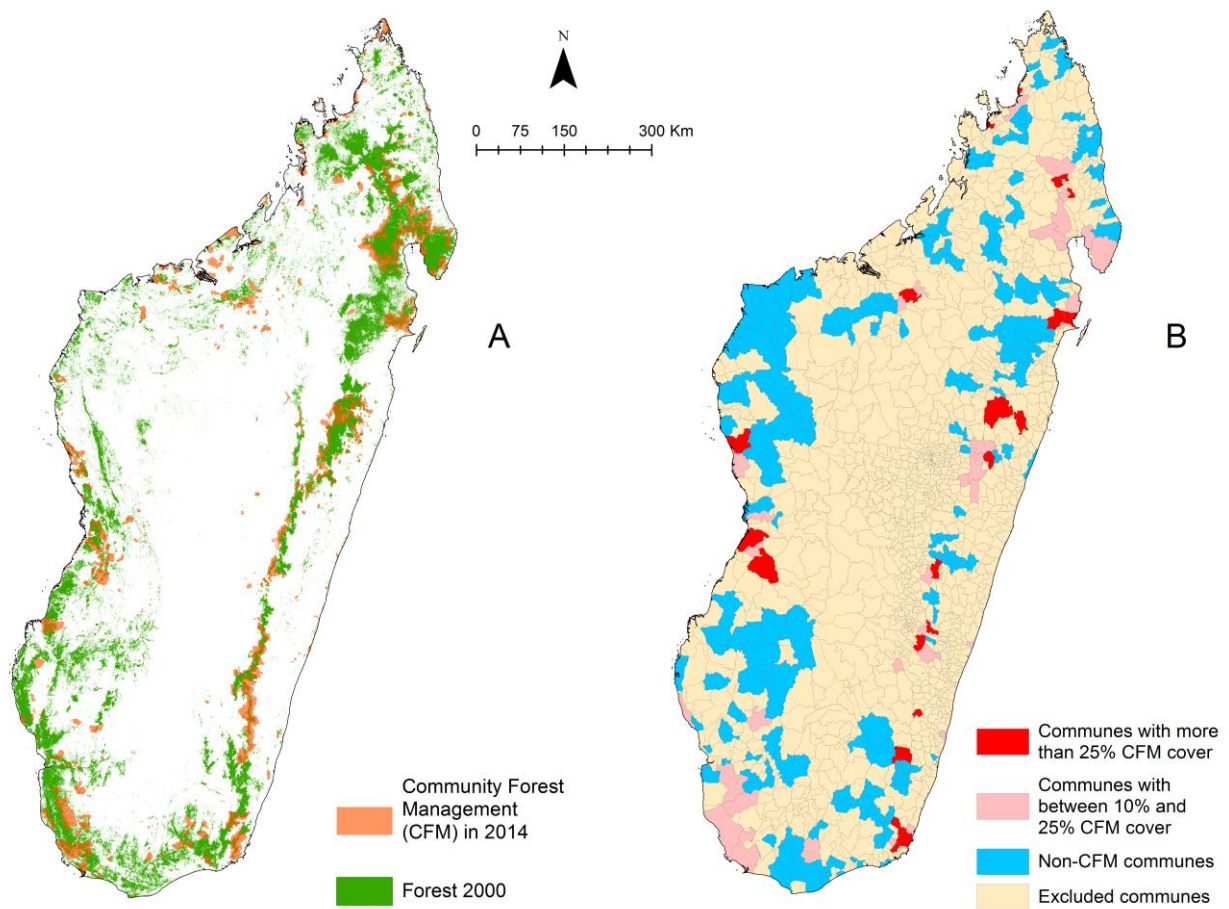 N
0 75 150 300 Km
A
B
Community Forest
Management
(CFM) in 2014
Forest 2000
Communes with more
than 25% CFM cover
Communes with
between 10% and
25% CFM cover
Non-CFM communes
Excluded communes